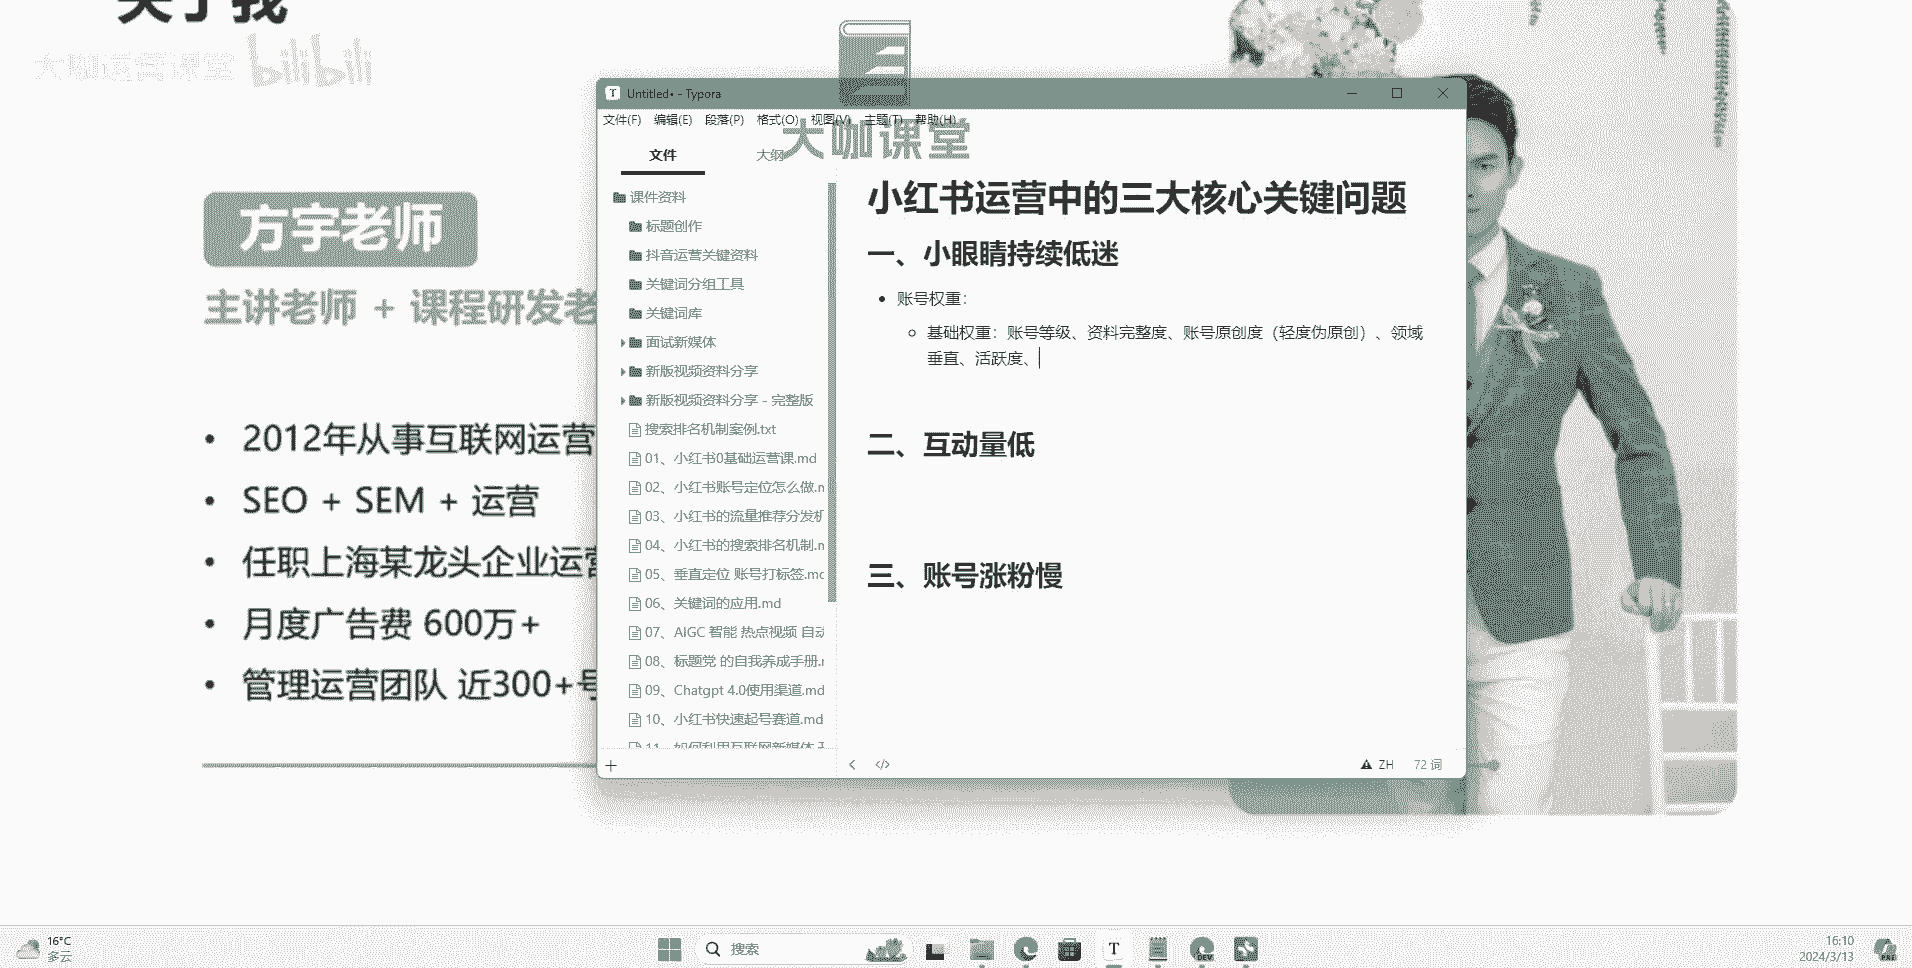 关于我
大咖运营课堂 bilibili
大咖课堂
方宇老师
主讲老师 + 课程研发老
2012年从事互联网运营
SEO + SEM + 运营
任职上海某龙头企业运营
月度广告费 600万+
管理运营团队 近300+号
Untitled• - Typora
文件(F) 编辑(E) 段落(P) 格式(O) 视图(V) 主题(T) 帮助(H)
文件 大纲
课件资料
标题创作
抖音运营关键资料
关键词分组工具
关键词库
面试新媒体
新版视频资料分享
新版视频资料分享 - 完整版
搜索排名机制案例.txt
01、小红书0基础运营课.md
02、小红书账号定位怎么做.m
03、小红书的流量推荐分发机
04、小红书的搜索排名机制.m
05、垂直定位 账号打标签.mc
06、关键词的应用.md
07、AIGC 智能 热点视频 自动
08、标题党 的自我养成手册.r
09、Chatgpt 4.0使用渠道.md
10、小红书快速起号赛道.md
11、如何利用互联网新媒体
小红书运营中的三大核心关键问题
一、小眼睛持续低迷
账号权重：
基础权重：账号等级、资料完整度、账号原创度（轻度伪原创）、领域
垂直、活跃度、
二、互动量低
三、账号涨粉慢
ZH 72 词
16°C
多云
搜索
T
DEV
16:10
2024/3/13
PRE